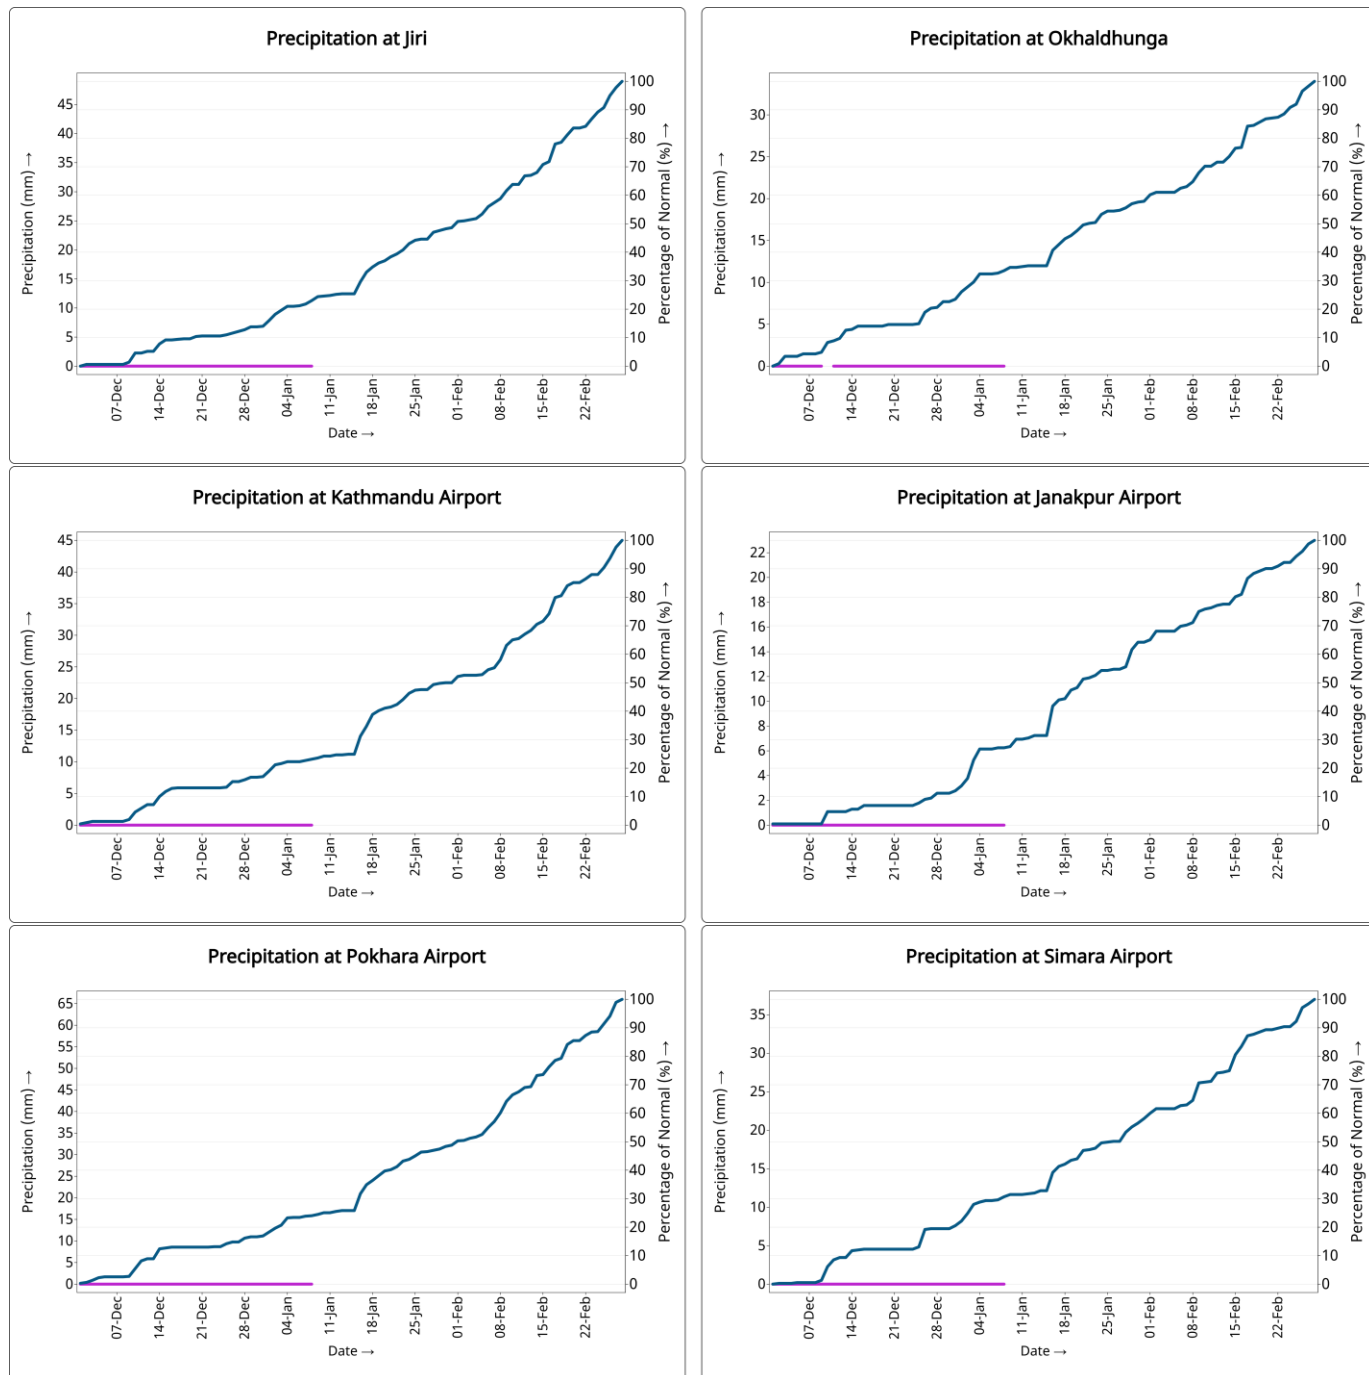 Precipitation at Jiri
Precipitation (mm) →
45
40
35
30
25
20
15
10
5
0
100
90
80
70
60
50
40
30
20
10
0
Percentage of Normal (%) →
07-Dec
14-Dec
21-Dec
28-Dec
04-Jan
11-Jan
18-Jan
25-Jan
01-Feb
08-Feb
15-Feb
22-Feb
Date →
Precipitation at Okhaldhunga
Precipitation (mm) →
30
25
20
15
10
5
0
100
90
80
70
60
50
40
30
20
10
0
Percentage of Normal (%) →
07-Dec
14-Dec
21-Dec
28-Dec
04-Jan
11-Jan
18-Jan
25-Jan
01-Feb
08-Feb
15-Feb
22-Feb
Date →
Precipitation at Kathmandu Airport
Precipitation (mm) →
45
40
35
30
25
20
15
10
5
0
100
90
80
70
60
50
40
30
20
10
0
Percentage of Normal (%) →
07-Dec
14-Dec
21-Dec
28-Dec
04-Jan
11-Jan
18-Jan
25-Jan
01-Feb
08-Feb
15-Feb
22-Feb
Date →
Precipitation at Janakpur Airport
Precipitation (mm) →
22
20
18
16
14
12
10
8
6
4
2
0
100
90
80
70
60
50
40
30
20
10
0
Percentage of Normal (%) →
07-Dec
14-Dec
21-Dec
28-Dec
04-Jan
11-Jan
18-Jan
25-Jan
01-Feb
08-Feb
15-Feb
22-Feb
Date →
Precipitation at Pokhara Airport
Precipitation (mm) →
65
60
55
50
45
40
35
30
25
20
15
10
5
0
100
90
80
70
60
50
40
30
20
10
0
Percentage of Normal (%) →
07-Dec
14-Dec
21-Dec
28-Dec
04-Jan
11-Jan
18-Jan
25-Jan
01-Feb
08-Feb
15-Feb
22-Feb
Date →
Precipitation at Simara Airport
Precipitation (mm) →
35
30
25
20
15
10
5
0
100
90
80
70
60
50
40
30
20
10
0
Percentage of Normal (%) →
07-Dec
14-Dec
21-Dec
28-Dec
04-Jan
11-Jan
18-Jan
25-Jan
01-Feb
08-Feb
15-Feb
22-Feb
Date →